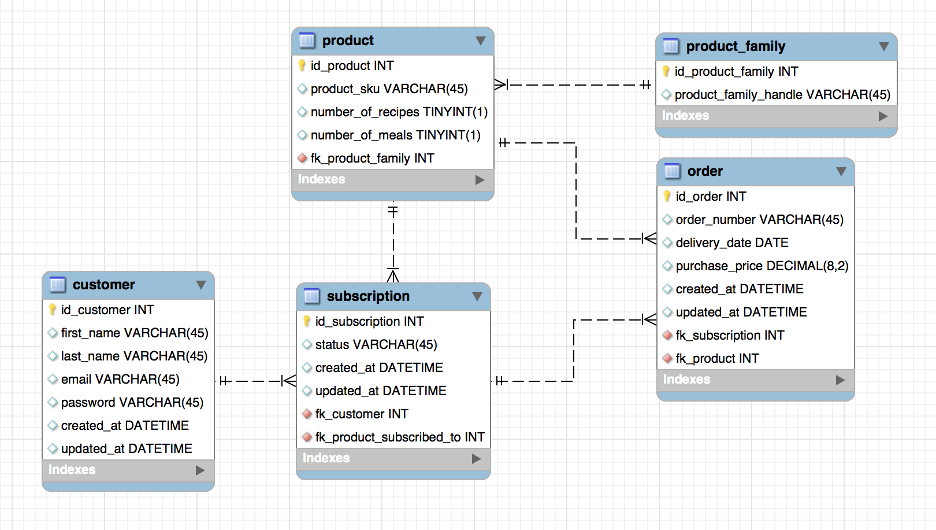 product
id_product INT
product_sku VARCHAR(45)
number_of_recipes TINYINT(1)
number_of_meals TINYINT(1)
fk_product_family INT
Indexes
product_family
id_product_family INT
product_family_handle VARCHAR(45)
Indexes
order
id_order INT
order_number VARCHAR(45)
delivery_date DATE
purchase_price DECIMAL(8,2)
created_at DATETIME
updated_at DATETIME
fk_subscription INT
fk_product INT
Indexes
customer
id_customer INT
first_name VARCHAR(45)
last_name VARCHAR(45)
email VARCHAR(45)
password VARCHAR(45)
created_at DATETIME
updated_at DATETIME
Indexes
subscription
id_subscription INT
status VARCHAR(45)
created_at DATETIME
updated_at DATETIME
fk_customer INT
fk_product_subscribed_to INT
Indexes